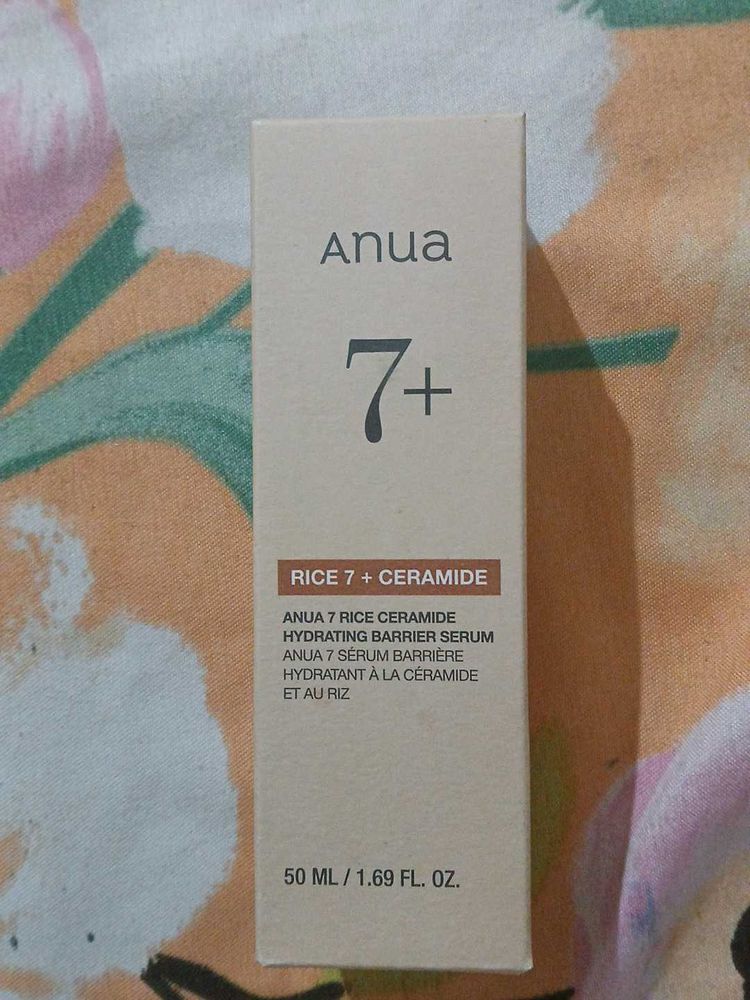 Anua
7+
RICE 7 + CERAMIDE
ANUA 7 RICE CERAMIDE
HYDRATING BARRIER SERUM
ANUA 7 SÉRUM BARRIÈRE
HYDRATANT À LA CÉRAMIDE
ET AU RIZ
50 ML / 1.69 FL. OZ.